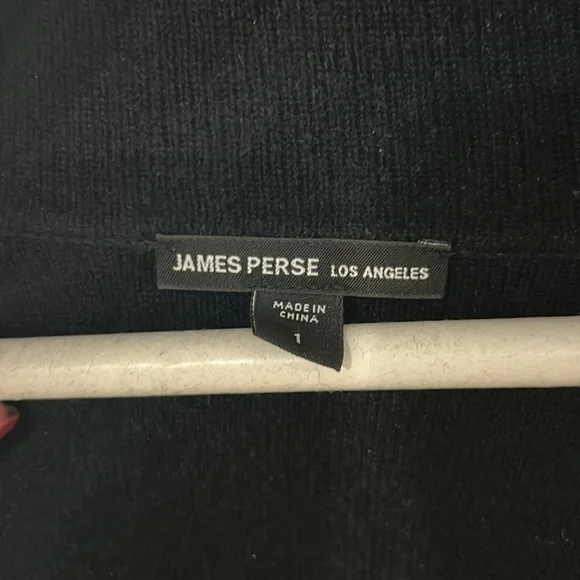 JAMES PERSE LOS ANGELES
MADE IN
CHINA
1